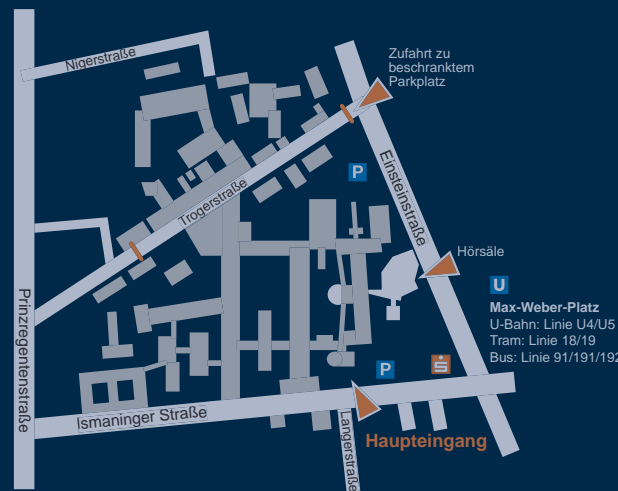 Nigerstraße
Zufahrt zu
beschranktem
Parkplatz
Einsteinstraße
P
Trogerstraße
Hörsäle
U
Max-Weber-Platz
U-Bahn: Linie U4/U5
Tram: Linie 18/19
Bus: Linie 91/191/192
Prinzregentenstraße
P
S
Ismaninger Straße
Langerstraße
Haupteingang